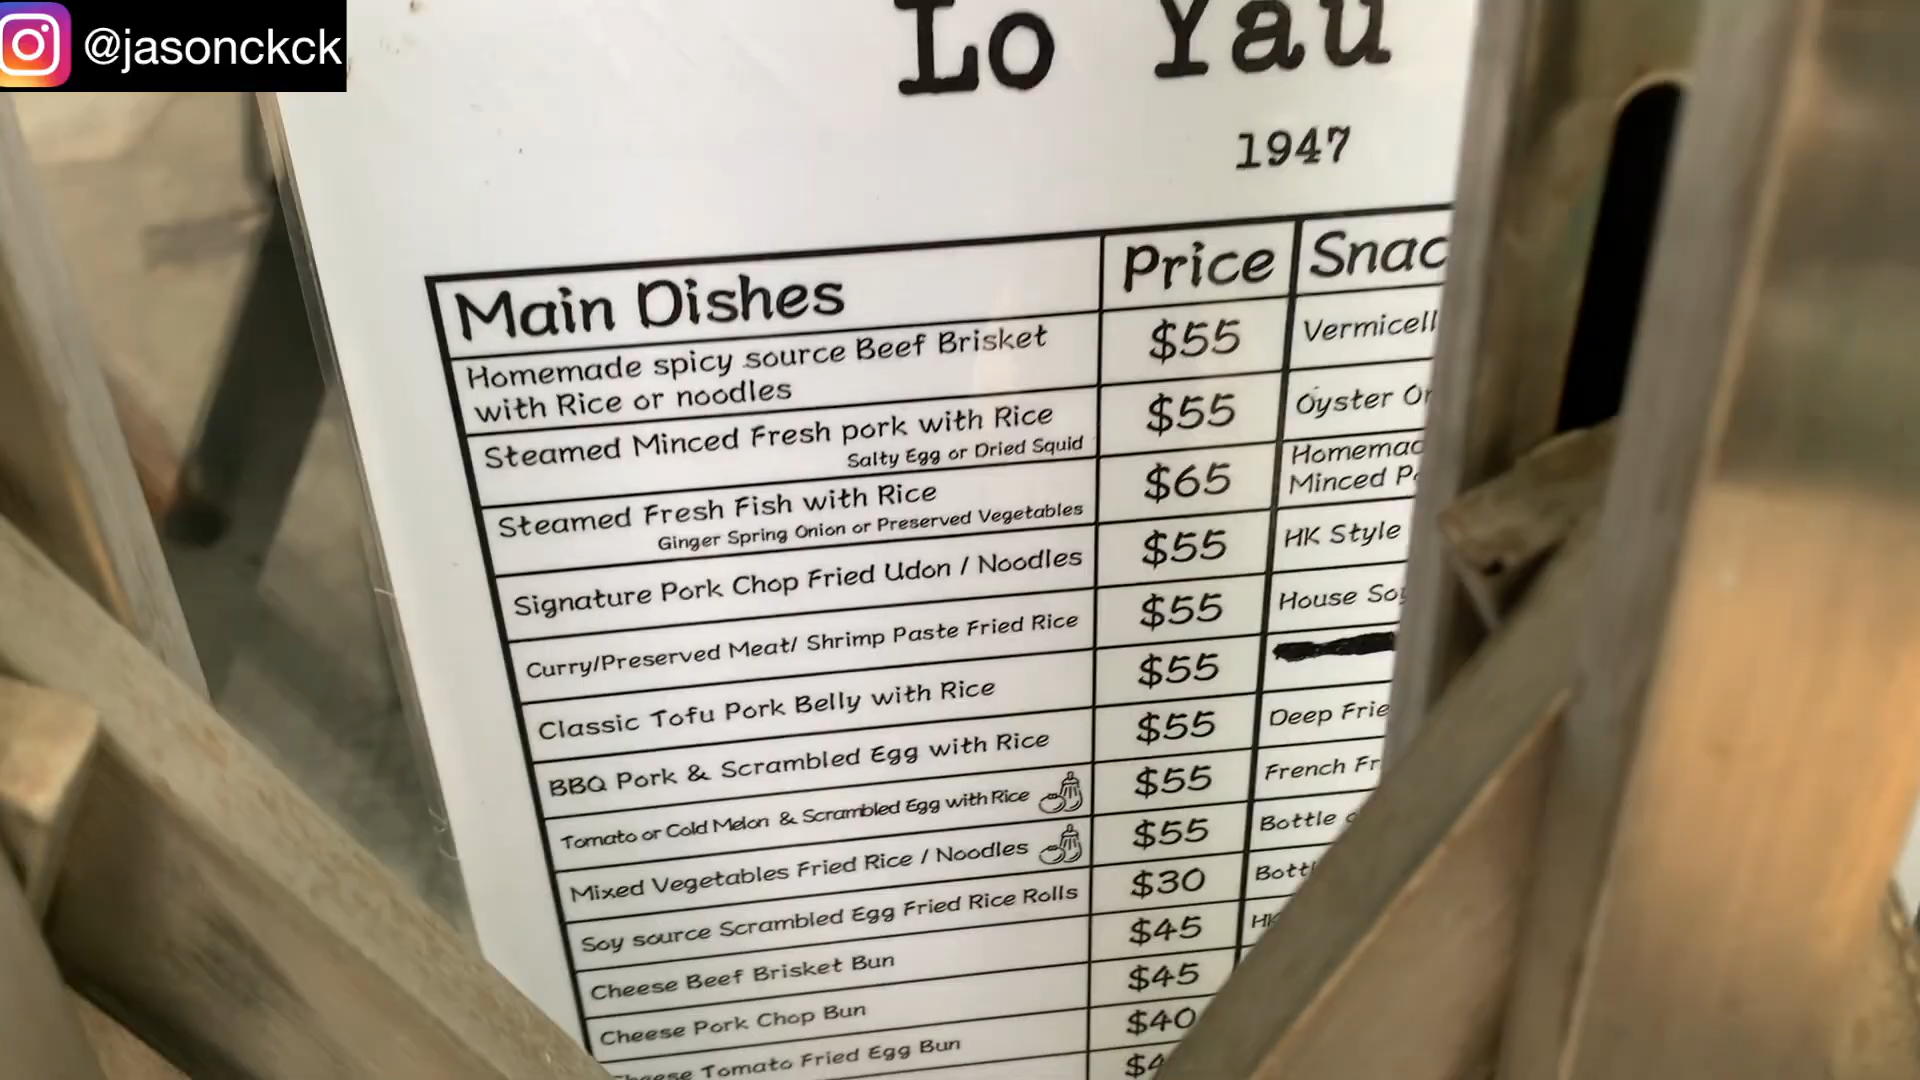 @jasonckck
Lo Yau
1947
Main Dishes Price Snac
Homemade spicy source Beef Brisket
with Rice or noodles
$55
Vermicell
Steamed Minced Fresh pork with Rice
Salty Egg or Dried Squid
$55
Oyster
Steamed Fresh Fish with Rice
Ginger Spring Onion or Preserved Vegetables
$65
Homemad
Minced
Signature Pork Chop Fried Udon / Noodles
$55
HK Style
Curry/Preserved Meat/ Shrimp Paste Fried Rice
$55
House Soy
Classic Tofu Pork Belly with Rice
$55
BBQ Pork & Scrambled Egg with Rice
$55
Deep Frie
Tomato or Cold Melon & Scrambled Egg with Rice
$55
French Fr
Mixed Vegetables Fried Rice / Noodles
$55
Bottle
Soy source Scrambled Egg Fried Rice Rolls
$30
Bottl
Cheese Beef Brisket Bun
$45
HK
Cheese Pork Chop Bun
$45
Cheese Tomato Fried Egg Bun
$40